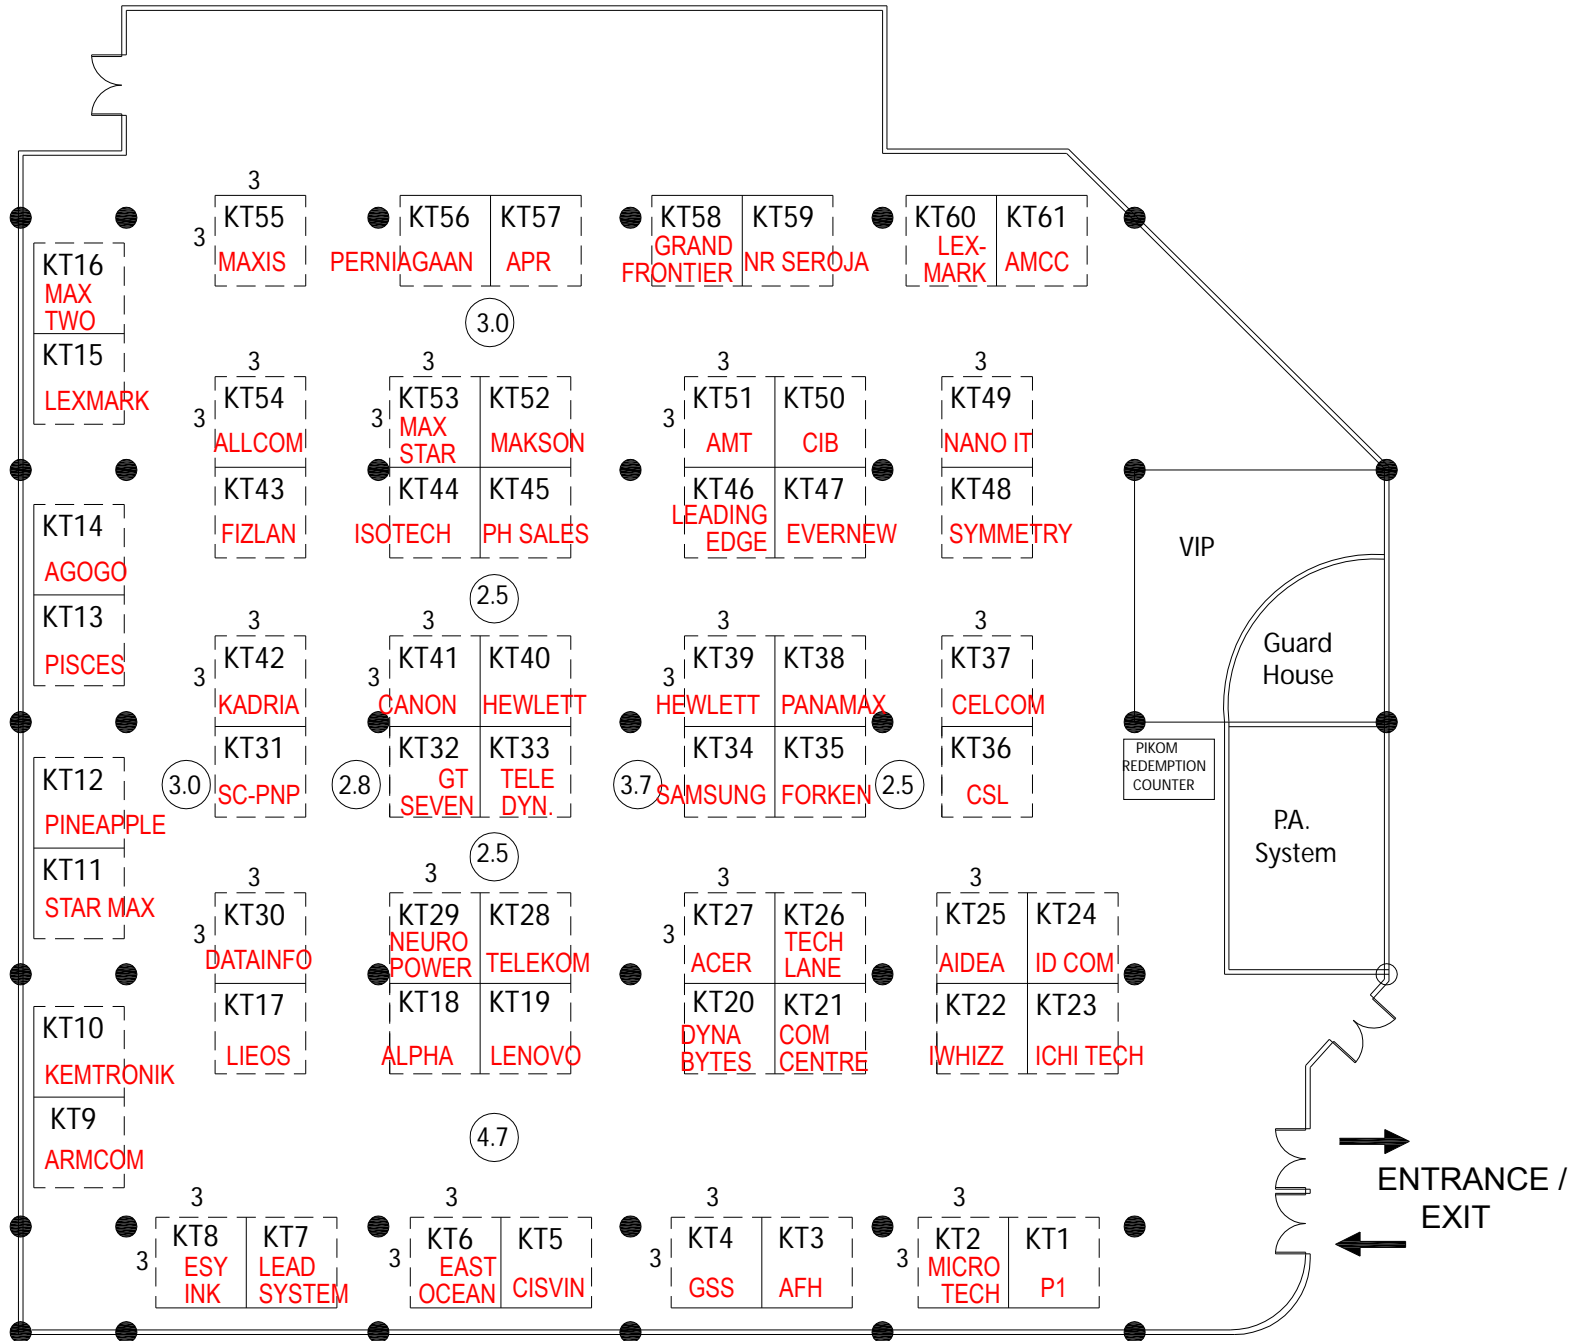 3
3
KT55
MAXIS
KT56
PERNIAGAAN
KT57
APR
KT58
GRAND
FRONTIER
KT59
NR SEROJA
KT60
LEX-
MARK
KT61
AMCC
KT16
MAX
TWO
KT15
LEXMARK
3.0
3
3
KT54
ALLCOM
KT43
FIZLAN
3
3
KT53
MAX
STAR
KT52
MAKSON
KT44
ISOTECH
KT45
PH SALES
3
3
KT51
AMT
KT50
CIB
KT46
LEADING
EDGE
KT47
EVERNEW
3
KT49
NANO IT
KT48
SYMMETRY
KT14
AGOGO
KT13
PISCES
2.5
VIP
Guard
House
3
3
KT42
KADRIA
KT31
SC-PNP
3
3
KT41
CANON
KT40
HEWLETT
KT32
GT
SEVEN
KT33
TELE
DYN.
3
3
KT39
HEWLETT
KT38
PANAMAX
KT34
SAMSUNG
KT35
FORKEN
3
KT37
CELCOM
KT36
CSL
3.0
2.8
3.7
2.5
PIKOM
REDEMPTION
COUNTER
P.A.
System
KT12
PINEAPPLE
KT11
STAR MAX
2.5
3
3
KT30
DATAINFO
KT17
LIEOS
3
KT29
NEURO
POWER
KT28
TELEKOM
KT18
ALPHA
KT19
LENOVO
3
3
KT27
ACER
KT26
TECH
LANE
KT20
DYNA
BYTES
KT21
COM
CENTRE
KT25
AIDEA
KT24
ID COM
KT22
IWHIZZ
KT23
ICHI TECH
KT10
KEMTRONIK
KT9
ARMCOM
4.7
ENTRANCE /
EXIT
3
3
KT8
ESY
INK
KT7
LEAD
SYSTEM
3
3
KT6
EAST
OCEAN
KT5
CISVIN
3
3
KT4
GSS
KT3
AFH
3
3
KT2
MICRO
TECH
KT1
P1